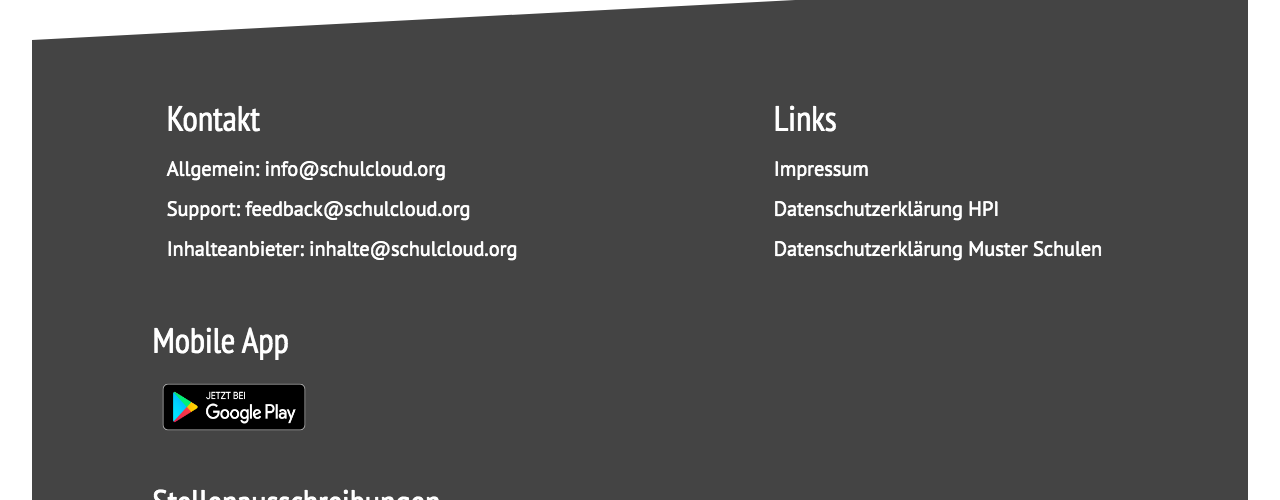 Kontakt
Allgemein: info@schulcloud.org
Support: feedback@schulcloud.org
Inhalteanbieter: inhalte@schulcloud.org
Links
Impressum
Datenschutzerklärung HPI
Datenschutzerklärung Muster Schulen
Mobile App
JETZT BEI
Google Play
Stellenausschreibungen